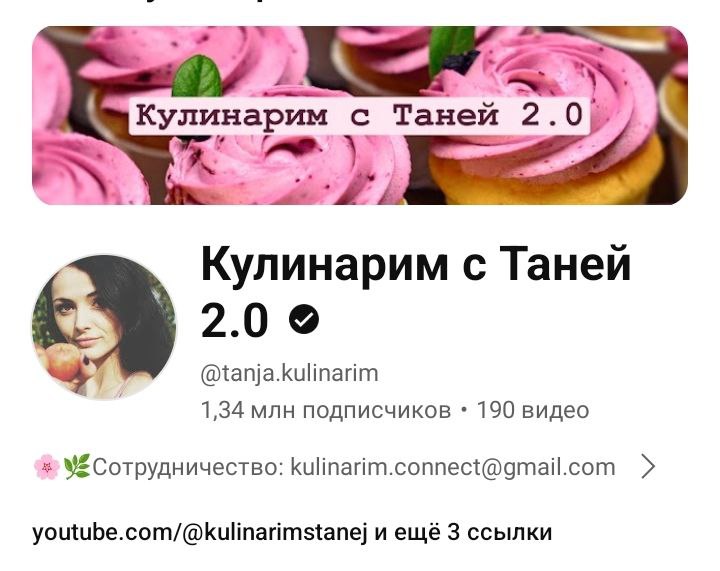 Кулинарим с Таней 2.0
Кулинарим с Таней
2.0
@tanja.kulinarim
1,34 млн подписчиков • 190 видео
🌸🌿Сотрудничество: kulinarim.connect@gmail.com
youtube.com/@kulinarimstanej и ещё 3 ссылки